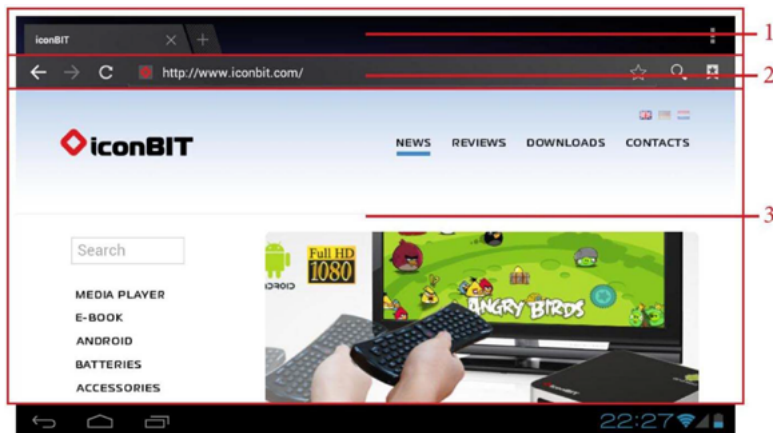 iconBIT
1
http://www.iconbit.com/
2
iconBIT
NEWS REVIEWS DOWNLOADS CONTACTS
3
Search
Full HD
1080
MEDIA PLAYER
E-BOOK
ANDROID
BATTERIES
ACCESSORIES
ANGRY BIRDS
iconBIT
22:27